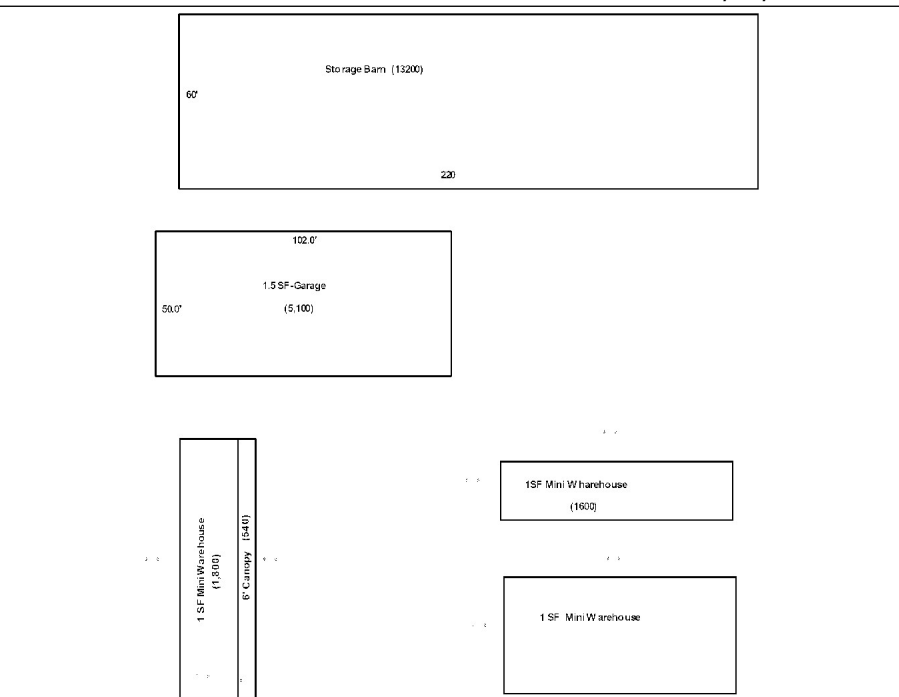 Storage Barn (13200)
60'
220
102.0'
1.5 SF-Garage
50.0'
(5,100)
1SF Mini Wharehouse
(1600)
1 SF Mini Warehouse
(1,800)
6' Canopy (540)
1 SF Mini Warehouse